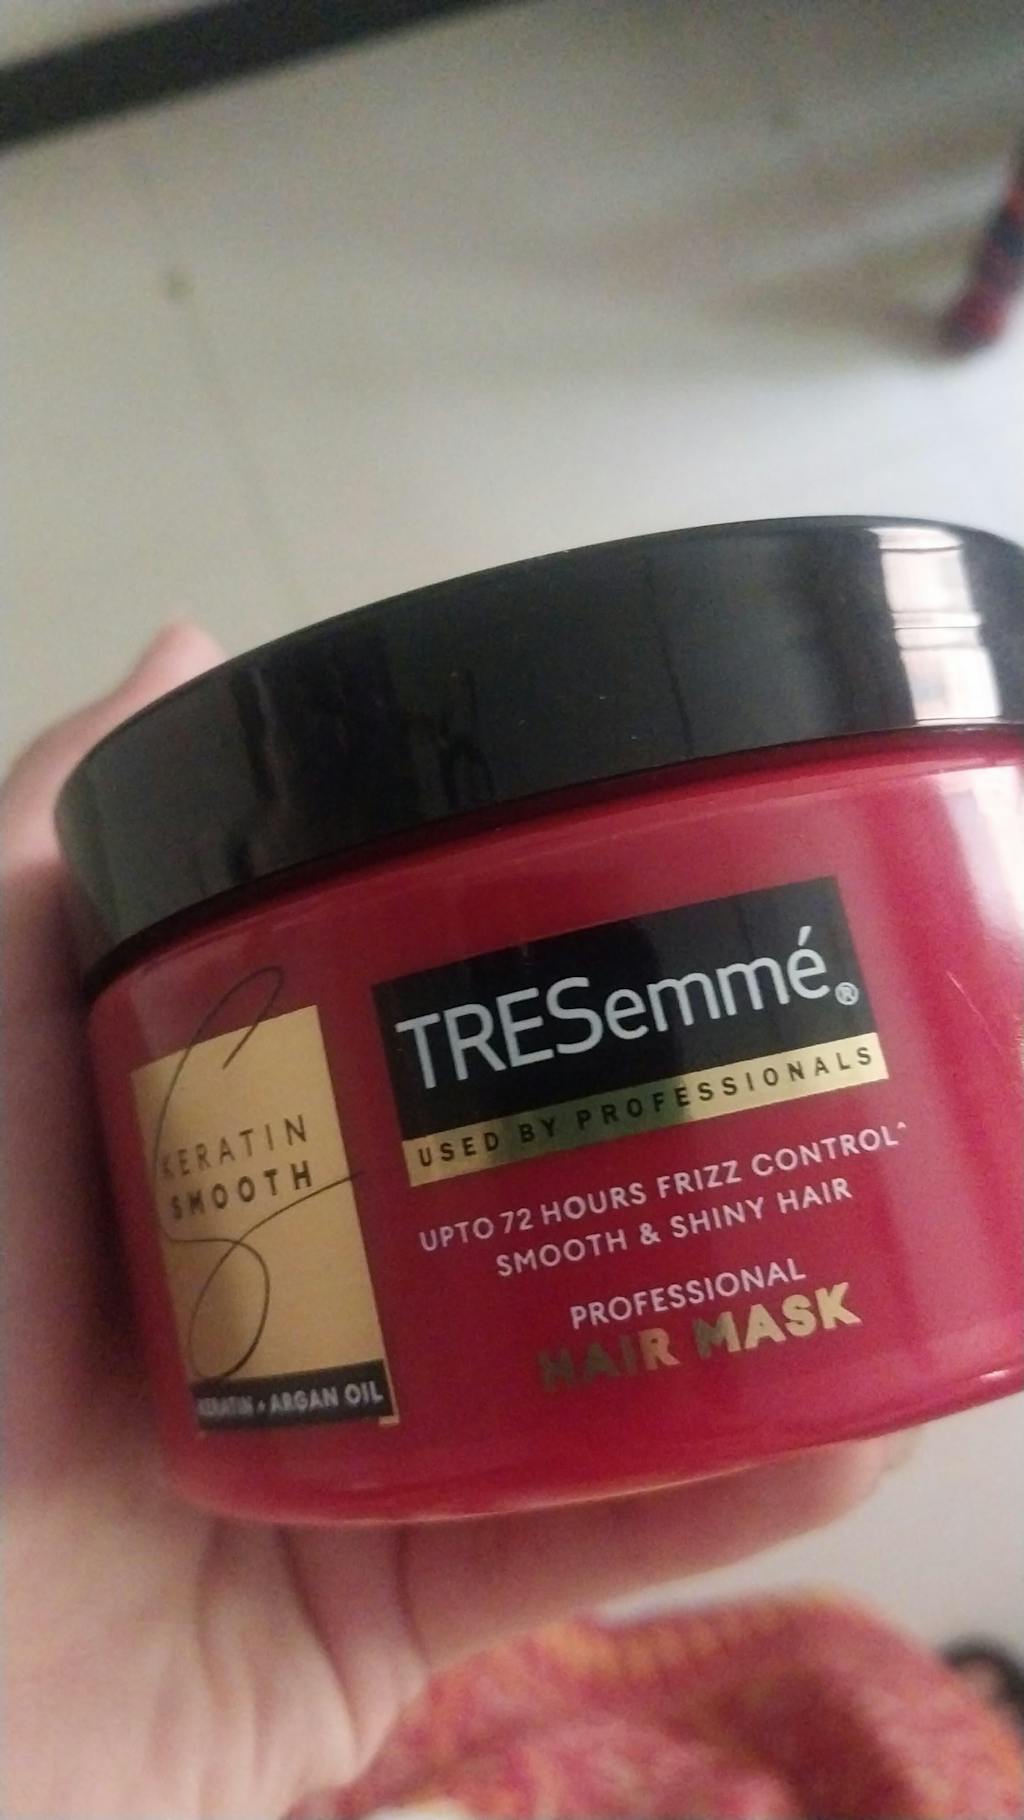 KERATIN
SMOOTH
KERATIN + ARGAN OIL
TRESemmé®
USED BY PROFESSIONALS
UPTO 72 HOURS FRIZZ CONTROL^
SMOOTH & SHINY HAIR
PROFESSIONAL
HAIR MASK